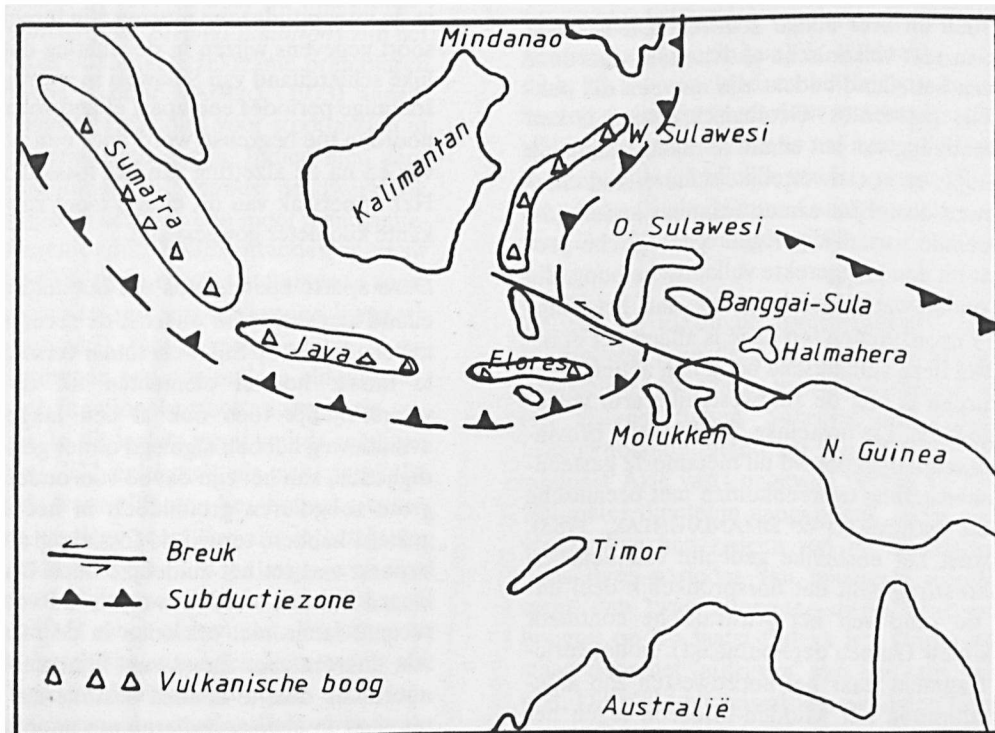 Mindanao
W. Sulawesi
Sumatra
Kalimantan
O. Sulawesi
Banggai-Sula
Java
Flores
Halmahera
Molukken
N. Guinea
Breuk
Timor
Subductiezone
Vulkanische boog
Australië